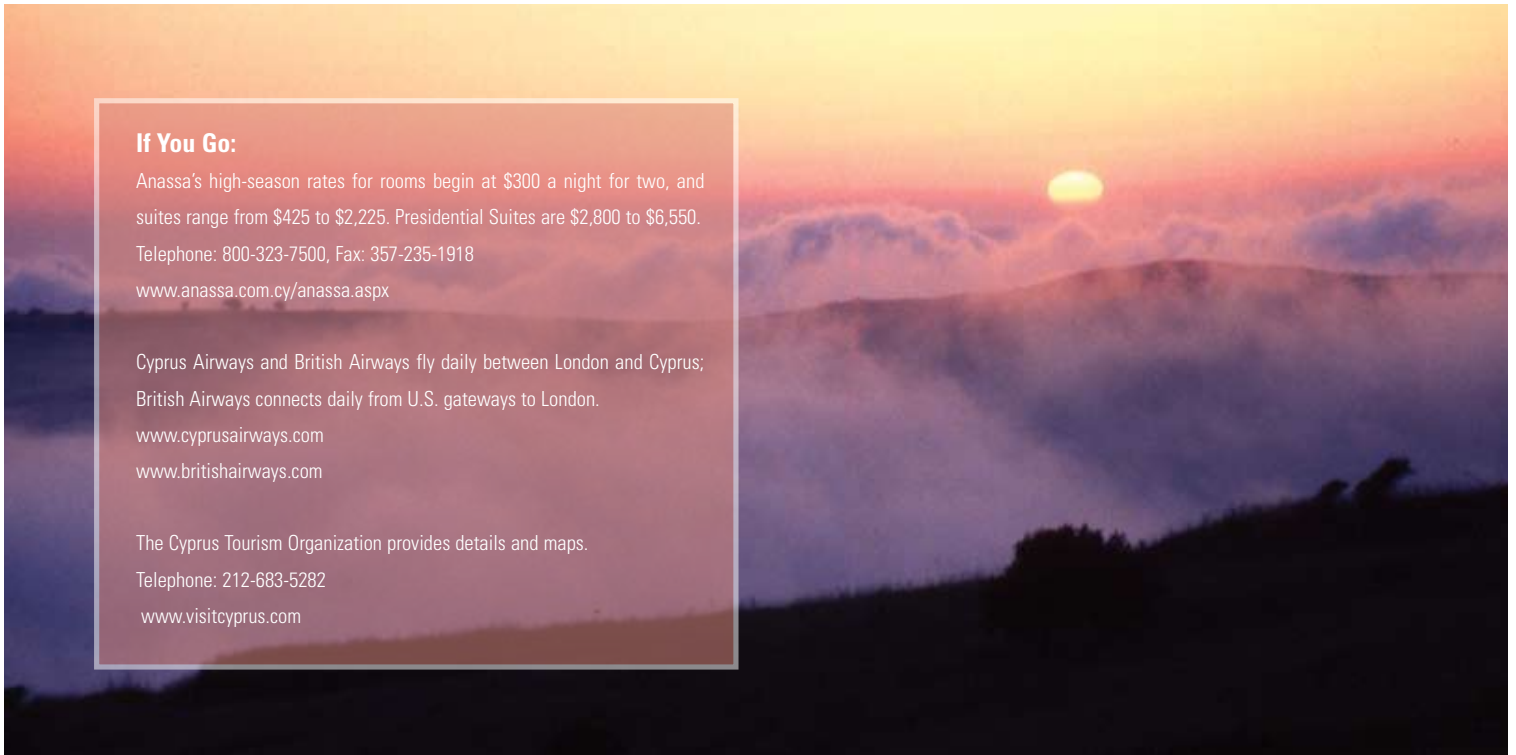 If You Go:
Anassa's high-season rates for rooms begin at $300 a night for two, and
suites range from $425 to $2,225. Presidential Suites are $2,800 to $6,550.
Telephone: 800-323-7500, Fax: 357-235-1918
www.anassa.com.cy/anassa.aspx
Cyprus Airways and British Airways fly daily between London and Cyprus;
British Airways connects daily from U.S. gateways to London.
www.cyprusairways.com
www.britishairways.com
The Cyprus Tourism Organization provides details and maps.
Telephone: 212-683-5282
www.visitcyprus.com